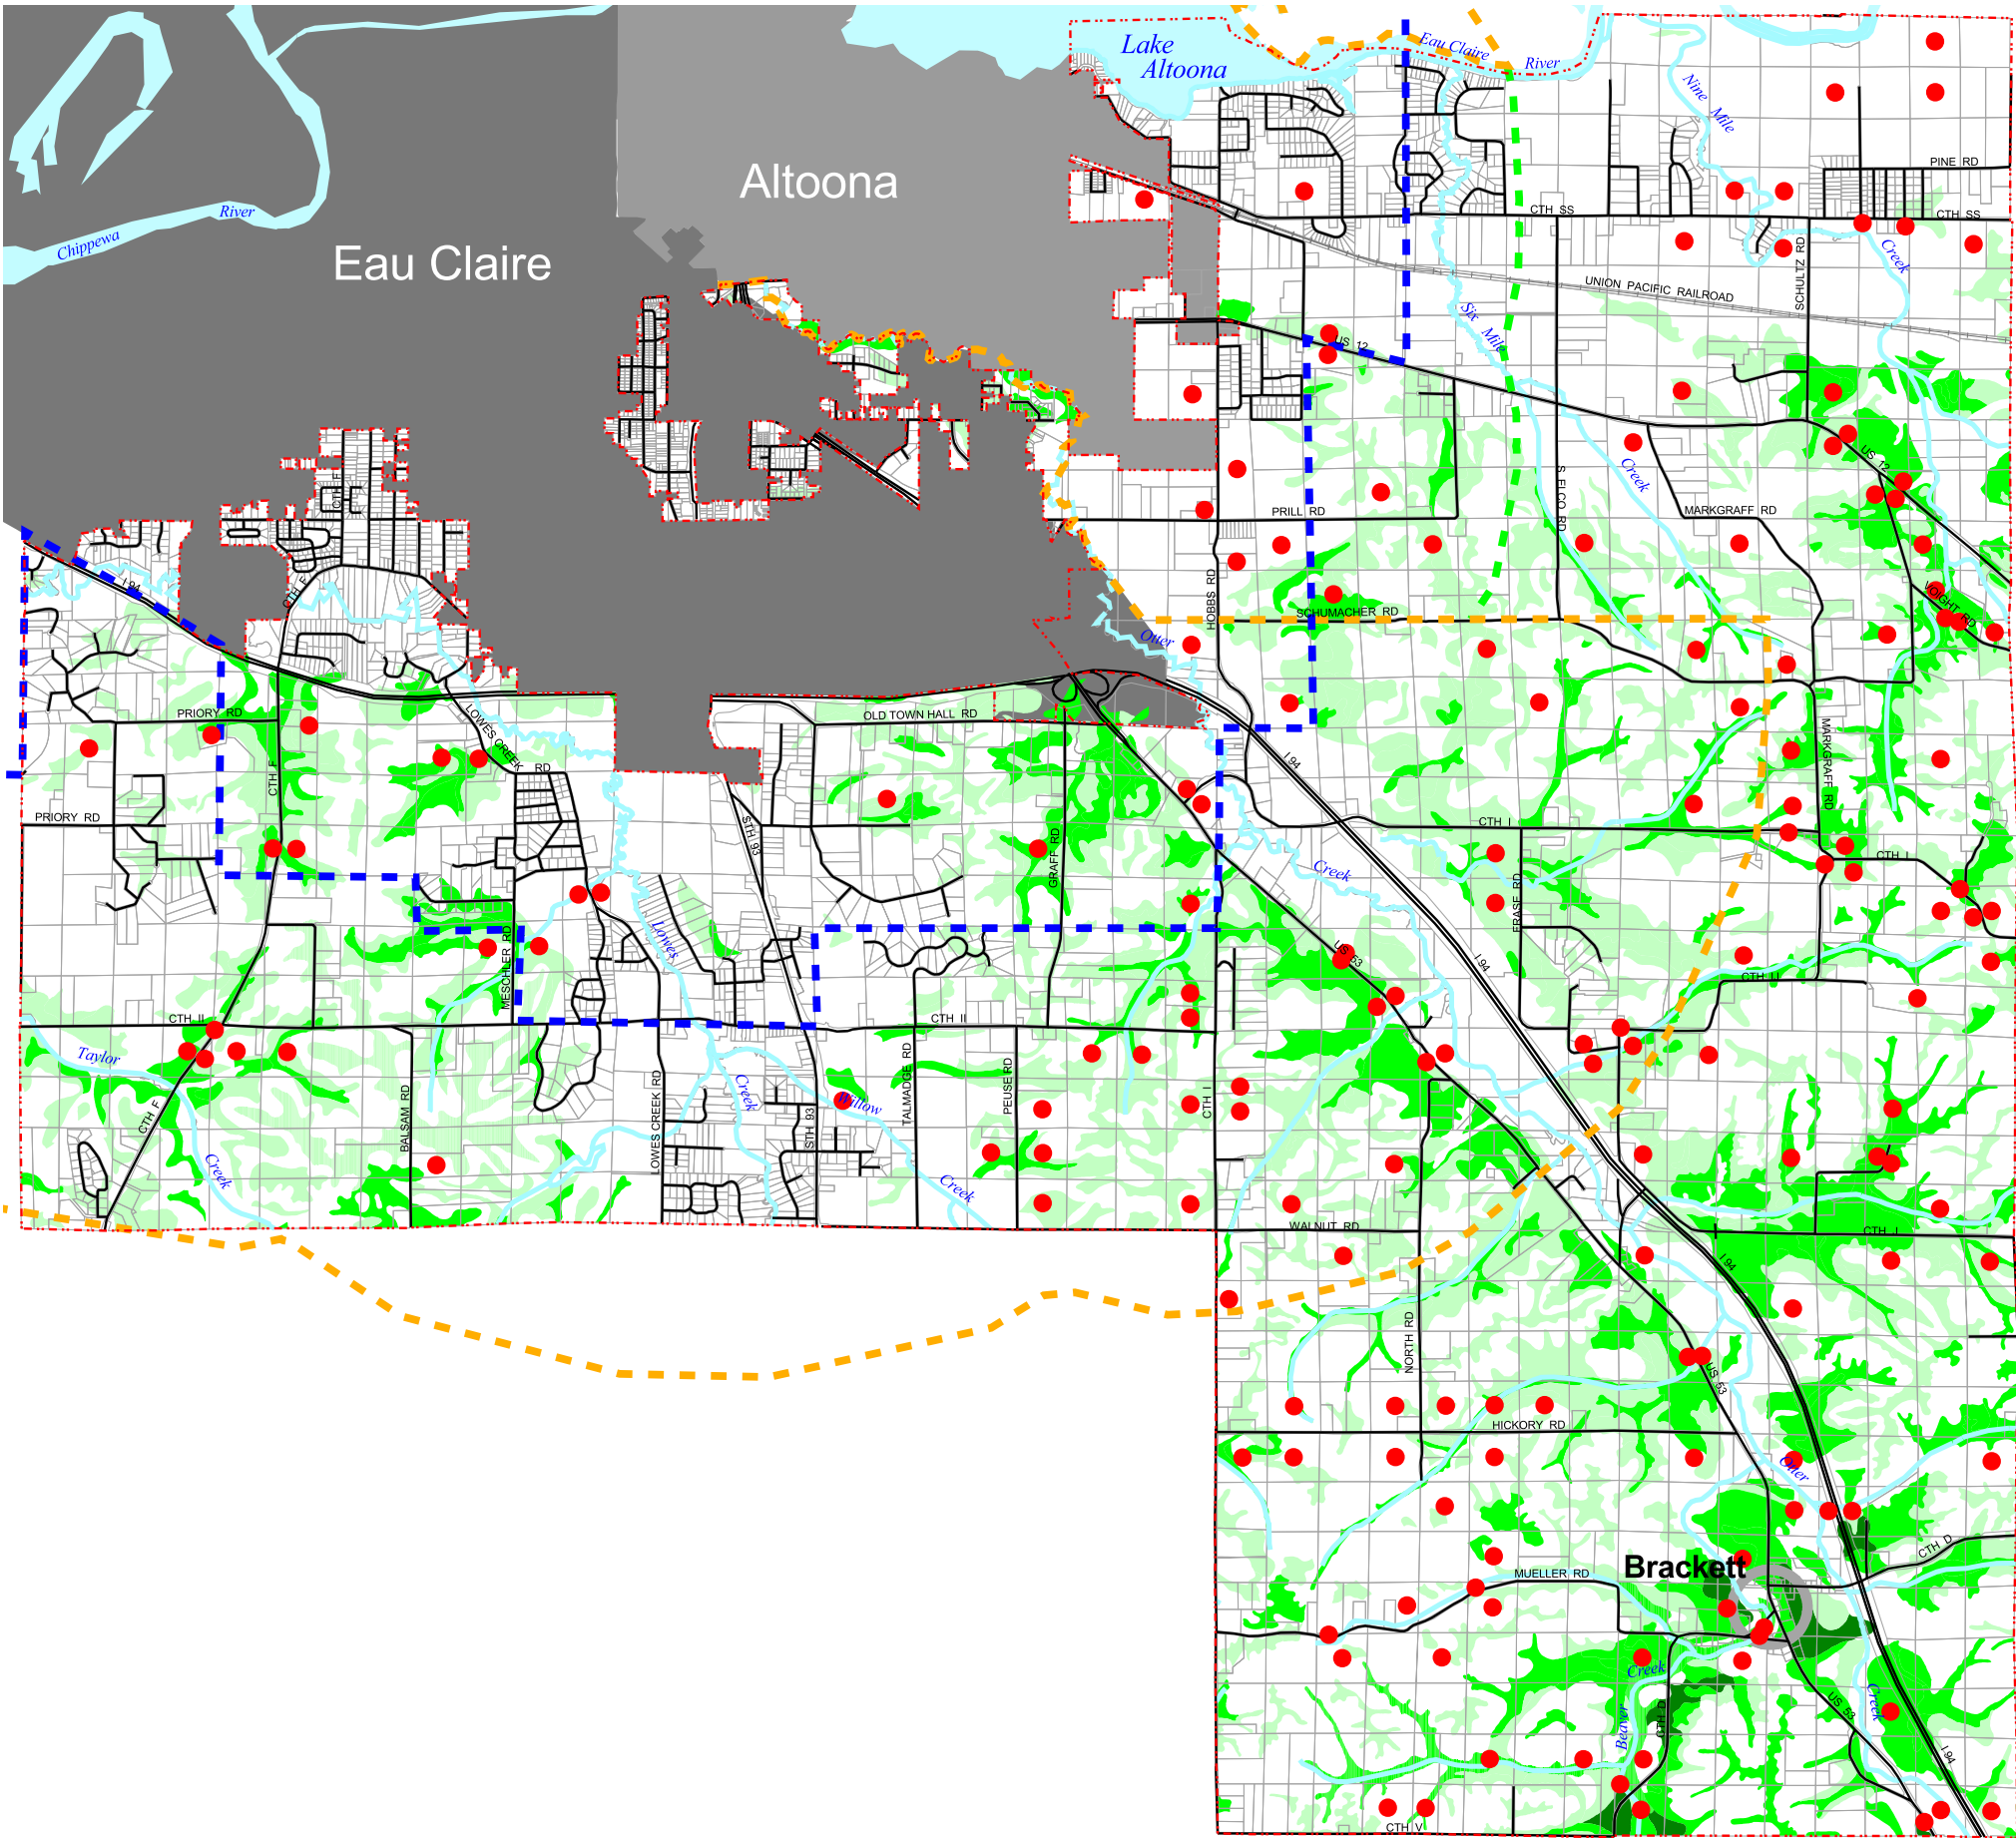 Lake
Altoona
Eau Claire
River
Nine Mile
PINE RD
Altoona
CTH SS
CTH SS
River
Chippewa
Creek
Eau Claire
SCHULTZ RD
UNION PACIFIC RAILROAD
Six Mile
US 12
US 12
CTH F
Creek
S ELCO RD
PRILL RD
MARKGRAFF RD
I 94
CTH F
HOBBS RD
VOIGHT RD
SCHUMACHER RD
Otter
PRIORY RD
LOWES CREEK
RD
OLD TOWN HALL RD
MARKGRAFF RD
I 94
CTH F
PRIORY RD
STH 93
CTH I
GRAFF RD
CTH I
Creek
FRASE RD
Lowes
MESCHLER RD
US 53
I 94
CTH LL
CTH II
CTH II
Taylor
TALMADGE RD
PEUSE RD
Creek
CTH I
Willow
CTH F
BALSAM RD
LOWES CREEK RD
STH 93
Creek
Creek
WALNUT RD
CTH I
I 94
NORTH RD
US 53
HICKORY RD
Otter
CTH D
Brackett
MUELLER RD
Creek
Beaver
CTH D
US 53
Creek
I 94
CTH V